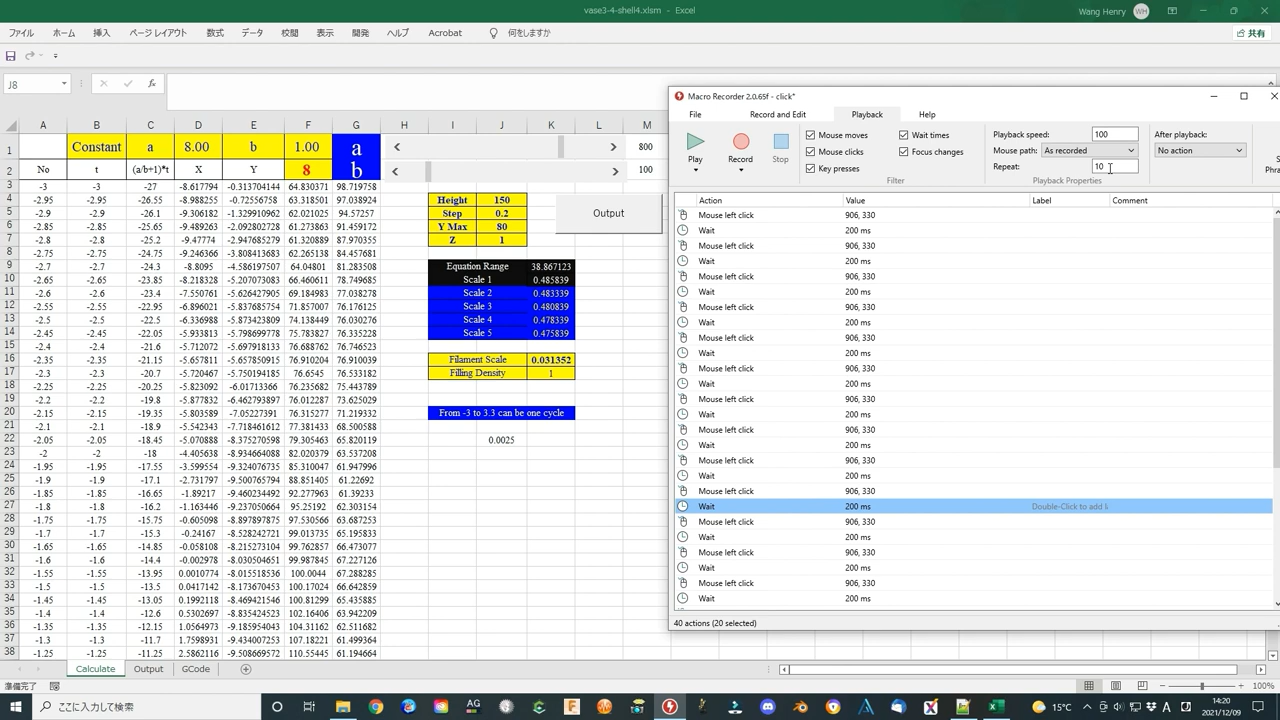 vase3-4-shell4.xlsm - Excel
Wang Henry WH
ファイル ホーム 挿入 ページ レイアウト 数式 データ 校閲 表示 開発 ヘルプ Acrobat 何をしますか 共有
J8 fx
A B C D E F G H I J K L M
1 Constant a 8.00 b 1.00 a 800
2 No t (a/b+1)*t X Y 8 b 100
3 -3 -3 -27 -8.617794 -0.313704144 64.830371 98.719758
4 -2.95 -2.95 -26.55 -8.988255 -0.72556758 63.318501 97.038924 Height 150
5 -2.9 -2.9 -26.1 -9.306182 -1.329910962 62.021023 94.57257 Step 0.2 Output
6 -2.85 -2.85 -25.65 -9.489263 -2.092802728 61.273863 91.459172 Y Max 80
7 -2.8 -2.8 -25.2 -9.47774 -2.947685279 61.320889 87.970355 Z 1
8 -2.75 -2.75 -24.75 -9.246366 -3.808413683 62.265138 84.457681
9 -2.7 -2.7 -24.3 -8.8095 -4.586197507 64.04801 81.283508 Equation Range 38.867123
10 -2.65 -2.65 -23.85 -8.218328 -5.207073083 66.460611 78.749685 Scale 1 0.485839
11 -2.6 -2.6 -23.4 -7.550761 -5.626427905 69.184983 77.038278 Scale 2 0.483339
12 -2.55 -2.55 -22.95 -6.896021 -5.837685754 71.857007 76.176125 Scale 3 0.480839
13 -2.5 -2.5 -22.5 -6.336988 -5.873423809 74.138449 76.030276 Scale 4 0.478339
14 -2.45 -2.45 -22.05 -5.933813 -5.798699778 75.783827 76.335228 Scale 5 0.475839
15 -2.4 -2.4 -21.6 -5.712072 -5.697918133 76.688762 76.746523
16 -2.35 -2.35 -21.15 -5.657811 -5.657850915 76.910204 76.910039 Filament Scale 0.031352
17 -2.3 -2.3 -20.7 -5.720467 -5.750194185 76.6545 76.533182 Filling Density 1
18 -2.25 -2.25 -20.25 -5.823092 -6.01713366 76.235682 75.443789
19 -2.2 -2.2 -19.8 -5.877832 -6.462793897 76.012287 73.625029
20 -2.15 -2.15 -19.35 -5.803589 -7.05227391 76.315277 71.219332 From -3 to 3.3 can be one cycle
21 -2.1 -2.1 -18.9 -5.542343 -7.718461612 77.381433 68.500588
22 -2.05 -2.05 -18.45 -5.070888 -8.375270598 79.305463 65.820119 0.0025
23 -2 -2 -18 -4.405638 -8.934664088 82.020379 63.537208
24 -1.95 -1.95 -17.55 -3.599554 -9.324076735 85.310047 61.947996
25 -1.9 -1.9 -17.1 -2.731797 -9.500765794 88.851405 61.22692
26 -1.85 -1.85 -16.65 -1.89217 -9.460234492 92.277963 61.39233
27 -1.8 -1.8 -16.2 -1.163446 -9.237050664 95.25192 62.303154
28 -1.75 -1.75 -15.75 -0.605098 -8.897897875 97.530566 63.687253
29 -1.7 -1.7 -15.3 -0.24167 -8.528242721 99.013735 65.195833
30 -1.65 -1.65 -14.85 -0.058108 -8.215273104 99.762857 66.473077
31 -1.6 -1.6 -14.4 -0.002978 -8.030504651 99.987845 67.227126
32 -1.55 -1.55 -13.95 0.0010774 -8.015518536 100.0044 67.288285
33 -1.5 -1.5 -13.5 0.0417142 -8.173670453 100.17024 66.642859
34 -1.45 -1.45 -13.05 0.1992118 -8.469421546 100.81299 65.435885
35 -1.4 -1.4 -12.6 0.5302697 -8.835424523 102.16406 63.942209
36 -1.35 -1.35 -12.15 1.0564973 -9.185954043 104.31162 62.511682
37 -1.3 -1.3 -11.7 1.7598931 -9.434007253 107.18221 61.499364
38 -1.25 -1.25 -11.25 2.5862116 -9.508669572 110.55445 61.194664
Calculate Output GCode
準備完了 100%
Macro Recorder 2.0.65f - click*
File Record and Edit Playback Help
Play Record Stop
Mouse moves Wait times
Mouse clicks Focus changes
Key presses
Filter
Playback speed: 100
Mouse path: As recorded
Repeat: 10
Playback Properties
After playback:
No action
Phra
Action Value Label Comment
Mouse left click 906, 330
Wait 200 ms
Mouse left click 906, 330
Wait 200 ms
Mouse left click 906, 330
Wait 200 ms
Mouse left click 906, 330
Wait 200 ms
Mouse left click 906, 330
Wait 200 ms
Mouse left click 906, 330
Wait 200 ms
Mouse left click 906, 330
Wait 200 ms
Mouse left click 906, 330
Wait 200 ms
Mouse left click 906, 330
Wait 200 ms
Mouse left click 906, 330
Wait 200 ms Double-Click to add l
Mouse left click 906, 330
Wait 200 ms
Mouse left click 906, 330
Wait 200 ms
Mouse left click 906, 330
Wait 200 ms
40 actions (20 selected)
ここに入力して検索
15°C
14:20
2021/12/09